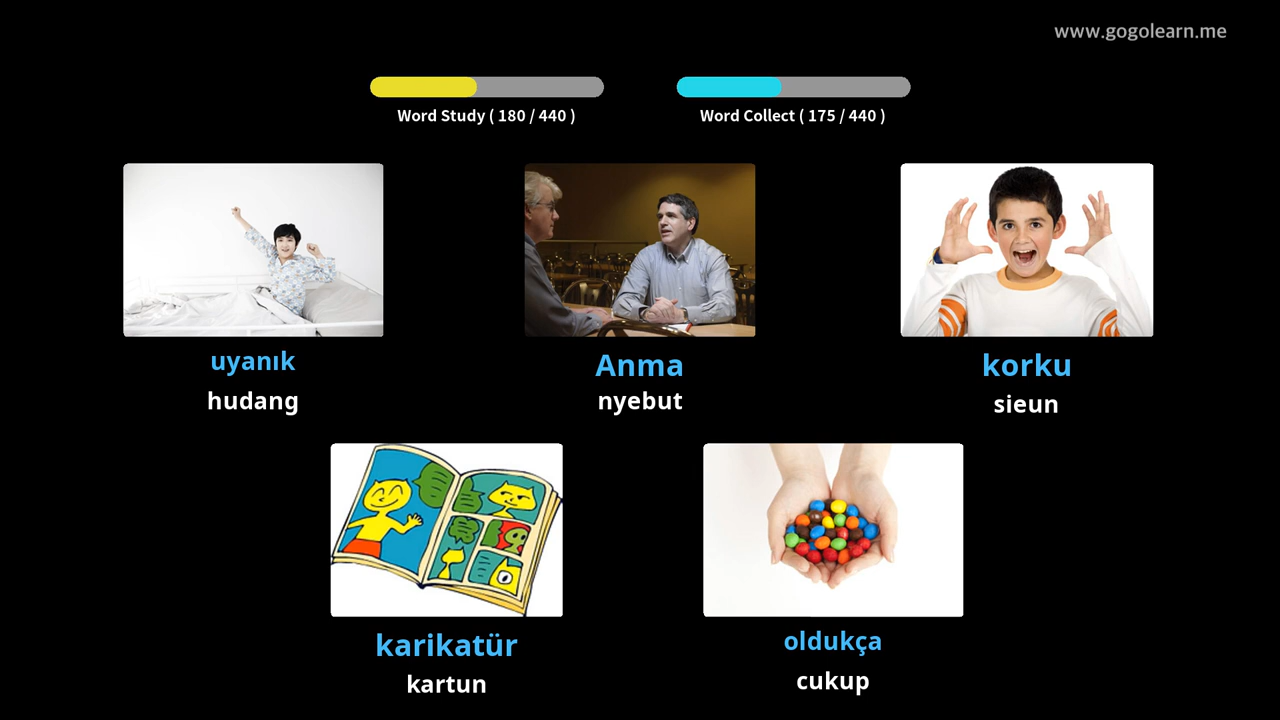 www.gogolearn.me
Word Study ( 180 / 440 )
Word Collect ( 175 / 440 )
uyanık
hudang
Anma
nyebut
korku
sieun
karikatür
kartun
oldukça
cukup